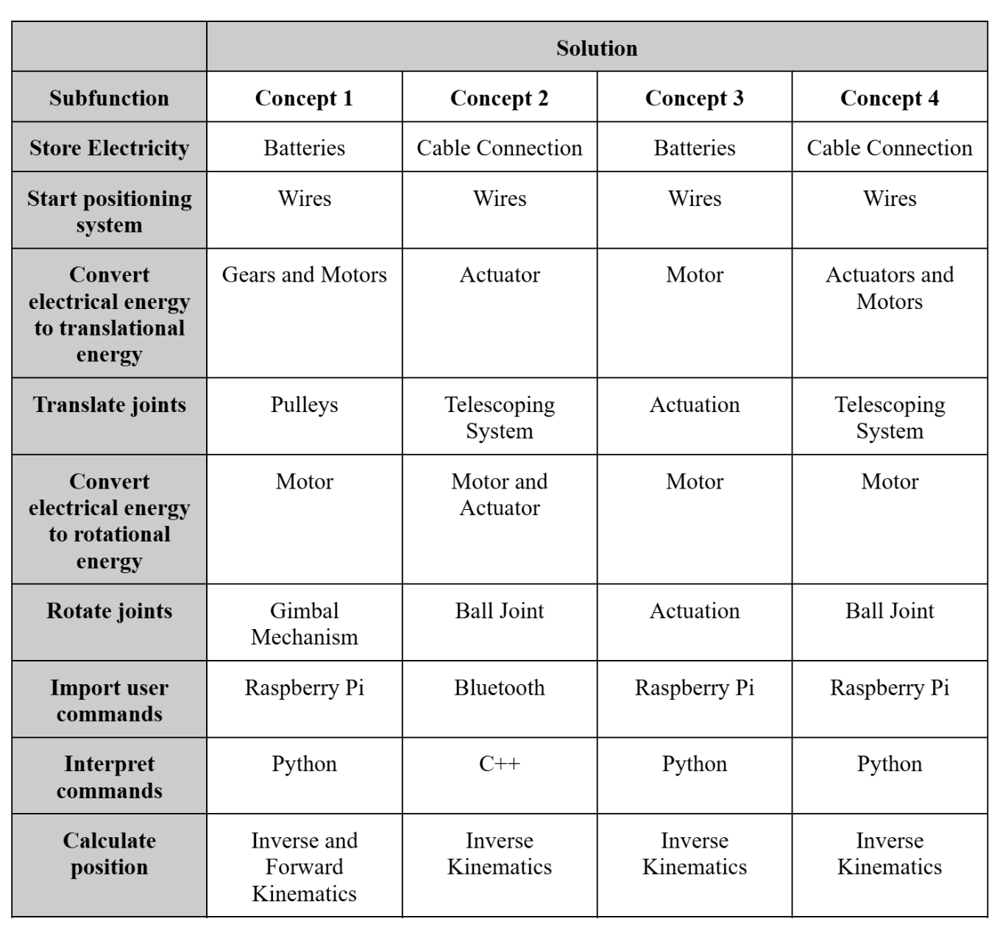 Solution
Subfunction Concept 1 Concept 2 Concept 3 Concept 4
Store Electricity Batteries Cable Connection Batteries Cable Connection
Start positioning Wires Wires Wires Wires
system
Convert Gears and Motors Actuator Motor Actuators and
electrical energy Motors
to translational
energy
Translate joints Pulleys Telescoping Actuation Telescoping
System System
Convert Motor Motor and Motor Motor
electrical energy Actuator
to rotational
energy
Rotate joints Gimbal Ball Joint Actuation Ball Joint
Mechanism
Import user Raspberry Pi Bluetooth Raspberry Pi Raspberry Pi
commands
Interpret Python C++ Python Python
commands
Calculate Inverse and Inverse Inverse Inverse
position Forward Kinematics Kinematics Kinematics
Kinematics